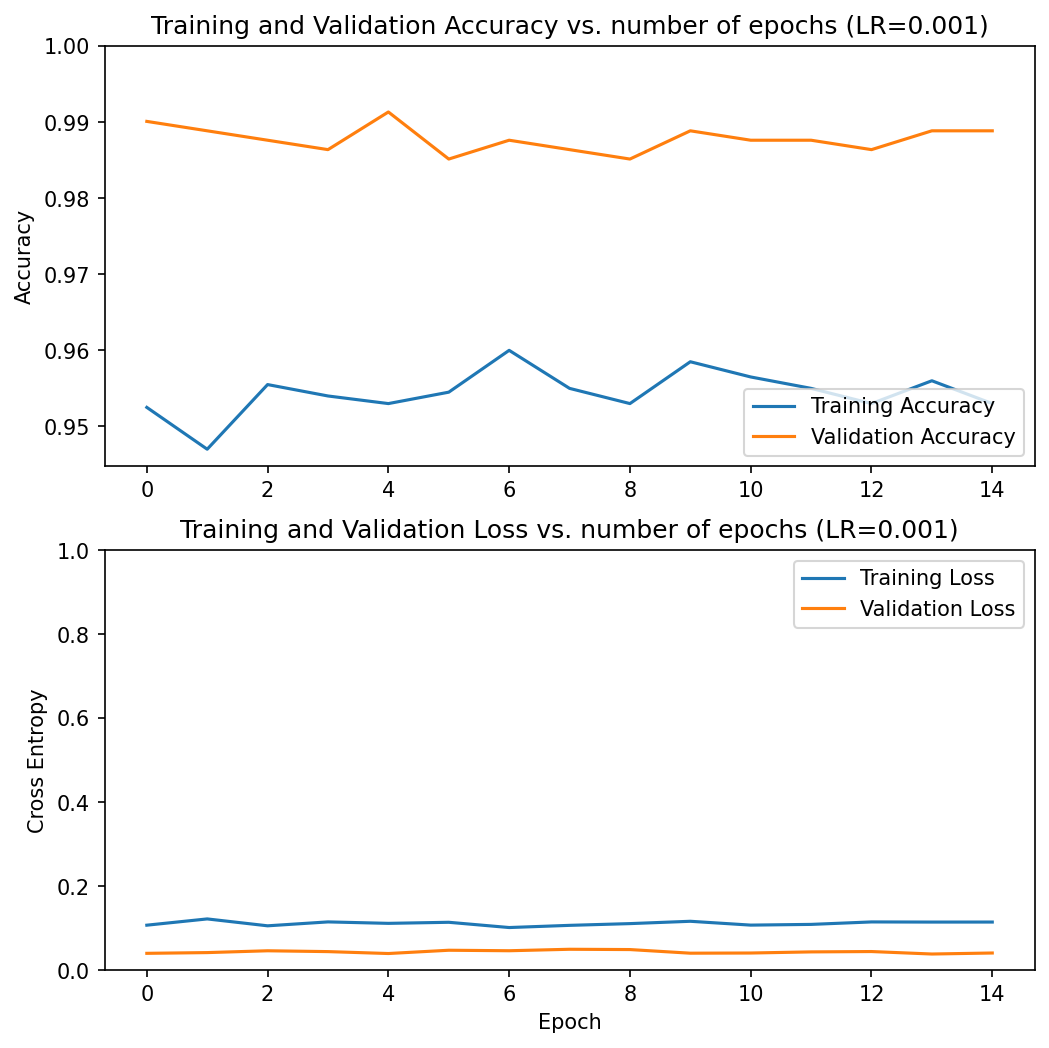 Training and Validation Accuracy vs. number of epochs (LR=0.001)
1.00
0.99
0.98
0.97
0.96
0.95
Accuracy
Training Accuracy
Validation Accuracy
0 2 4 6 8 10 12 14
Training and Validation Loss vs. number of epochs (LR=0.001)
1.0
0.8
0.6
0.4
0.2
0.0
Cross Entropy
Training Loss
Validation Loss
0 2 4 6 8 10 12 14
Epoch